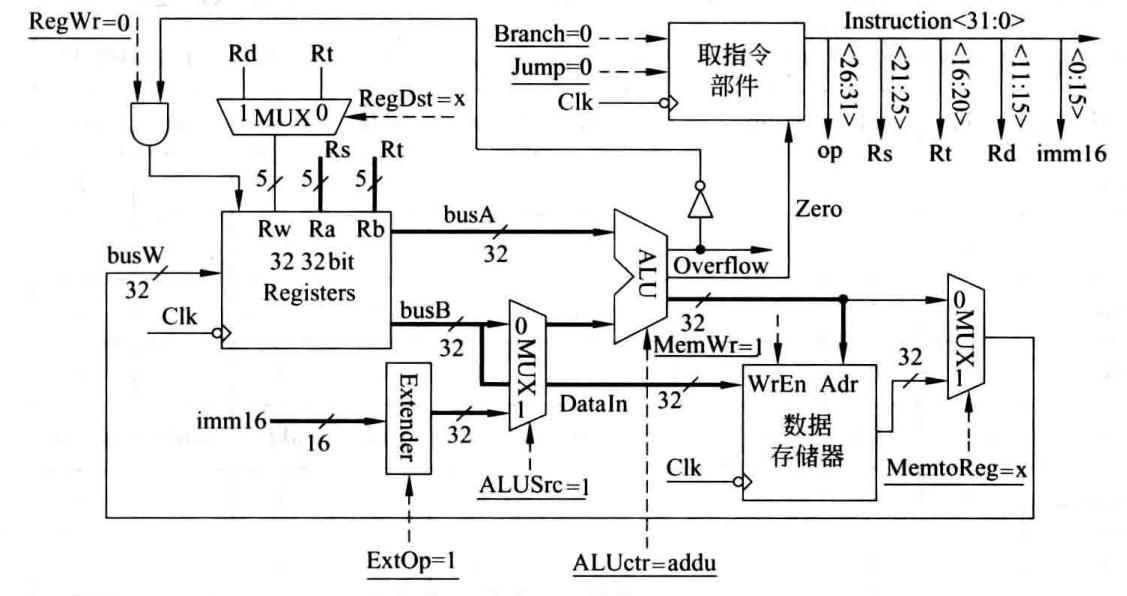 RegWr=0
Rd
Rt
1 MUX 0
RegDst=x
Branch=0
Jump=0
Clk
取指令
部件
Instruction<31:0>
<26:31>
<21:25>
<16:20>
<11:15>
<0:15>
op
Rs
Rt
Rd
imm16
Rs
Rt
5
5
5
Rw
Ra
Rb
32 32bit
Registers
busW
32
Clk
busA
32
busB
32
0
MUX
1
ALU
Zero
Overflow
32
MemWr=1
WrEn
Adr
数据
存储器
Clk
DataIn
32
32
0
MUX
1
MemtoReg=x
imm16
16
Extender
32
ALUSrc=1
ExtOp=1
ALUctr=addu